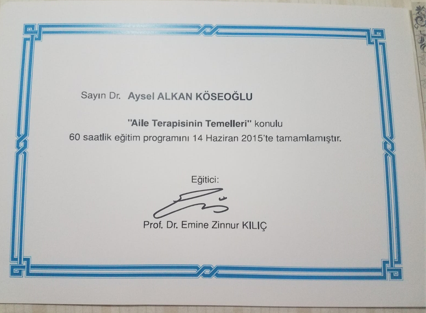 Sayın Dr. Aysel ALKAN KÖSEOĞLU
"Aile Terapisinin Temelleri" konulu
60 saatlik eğitim programını 14 Haziran 2015'te tamamlamıştır.
Eğitici:
Prof. Dr. Emine Zinnur KILIÇ